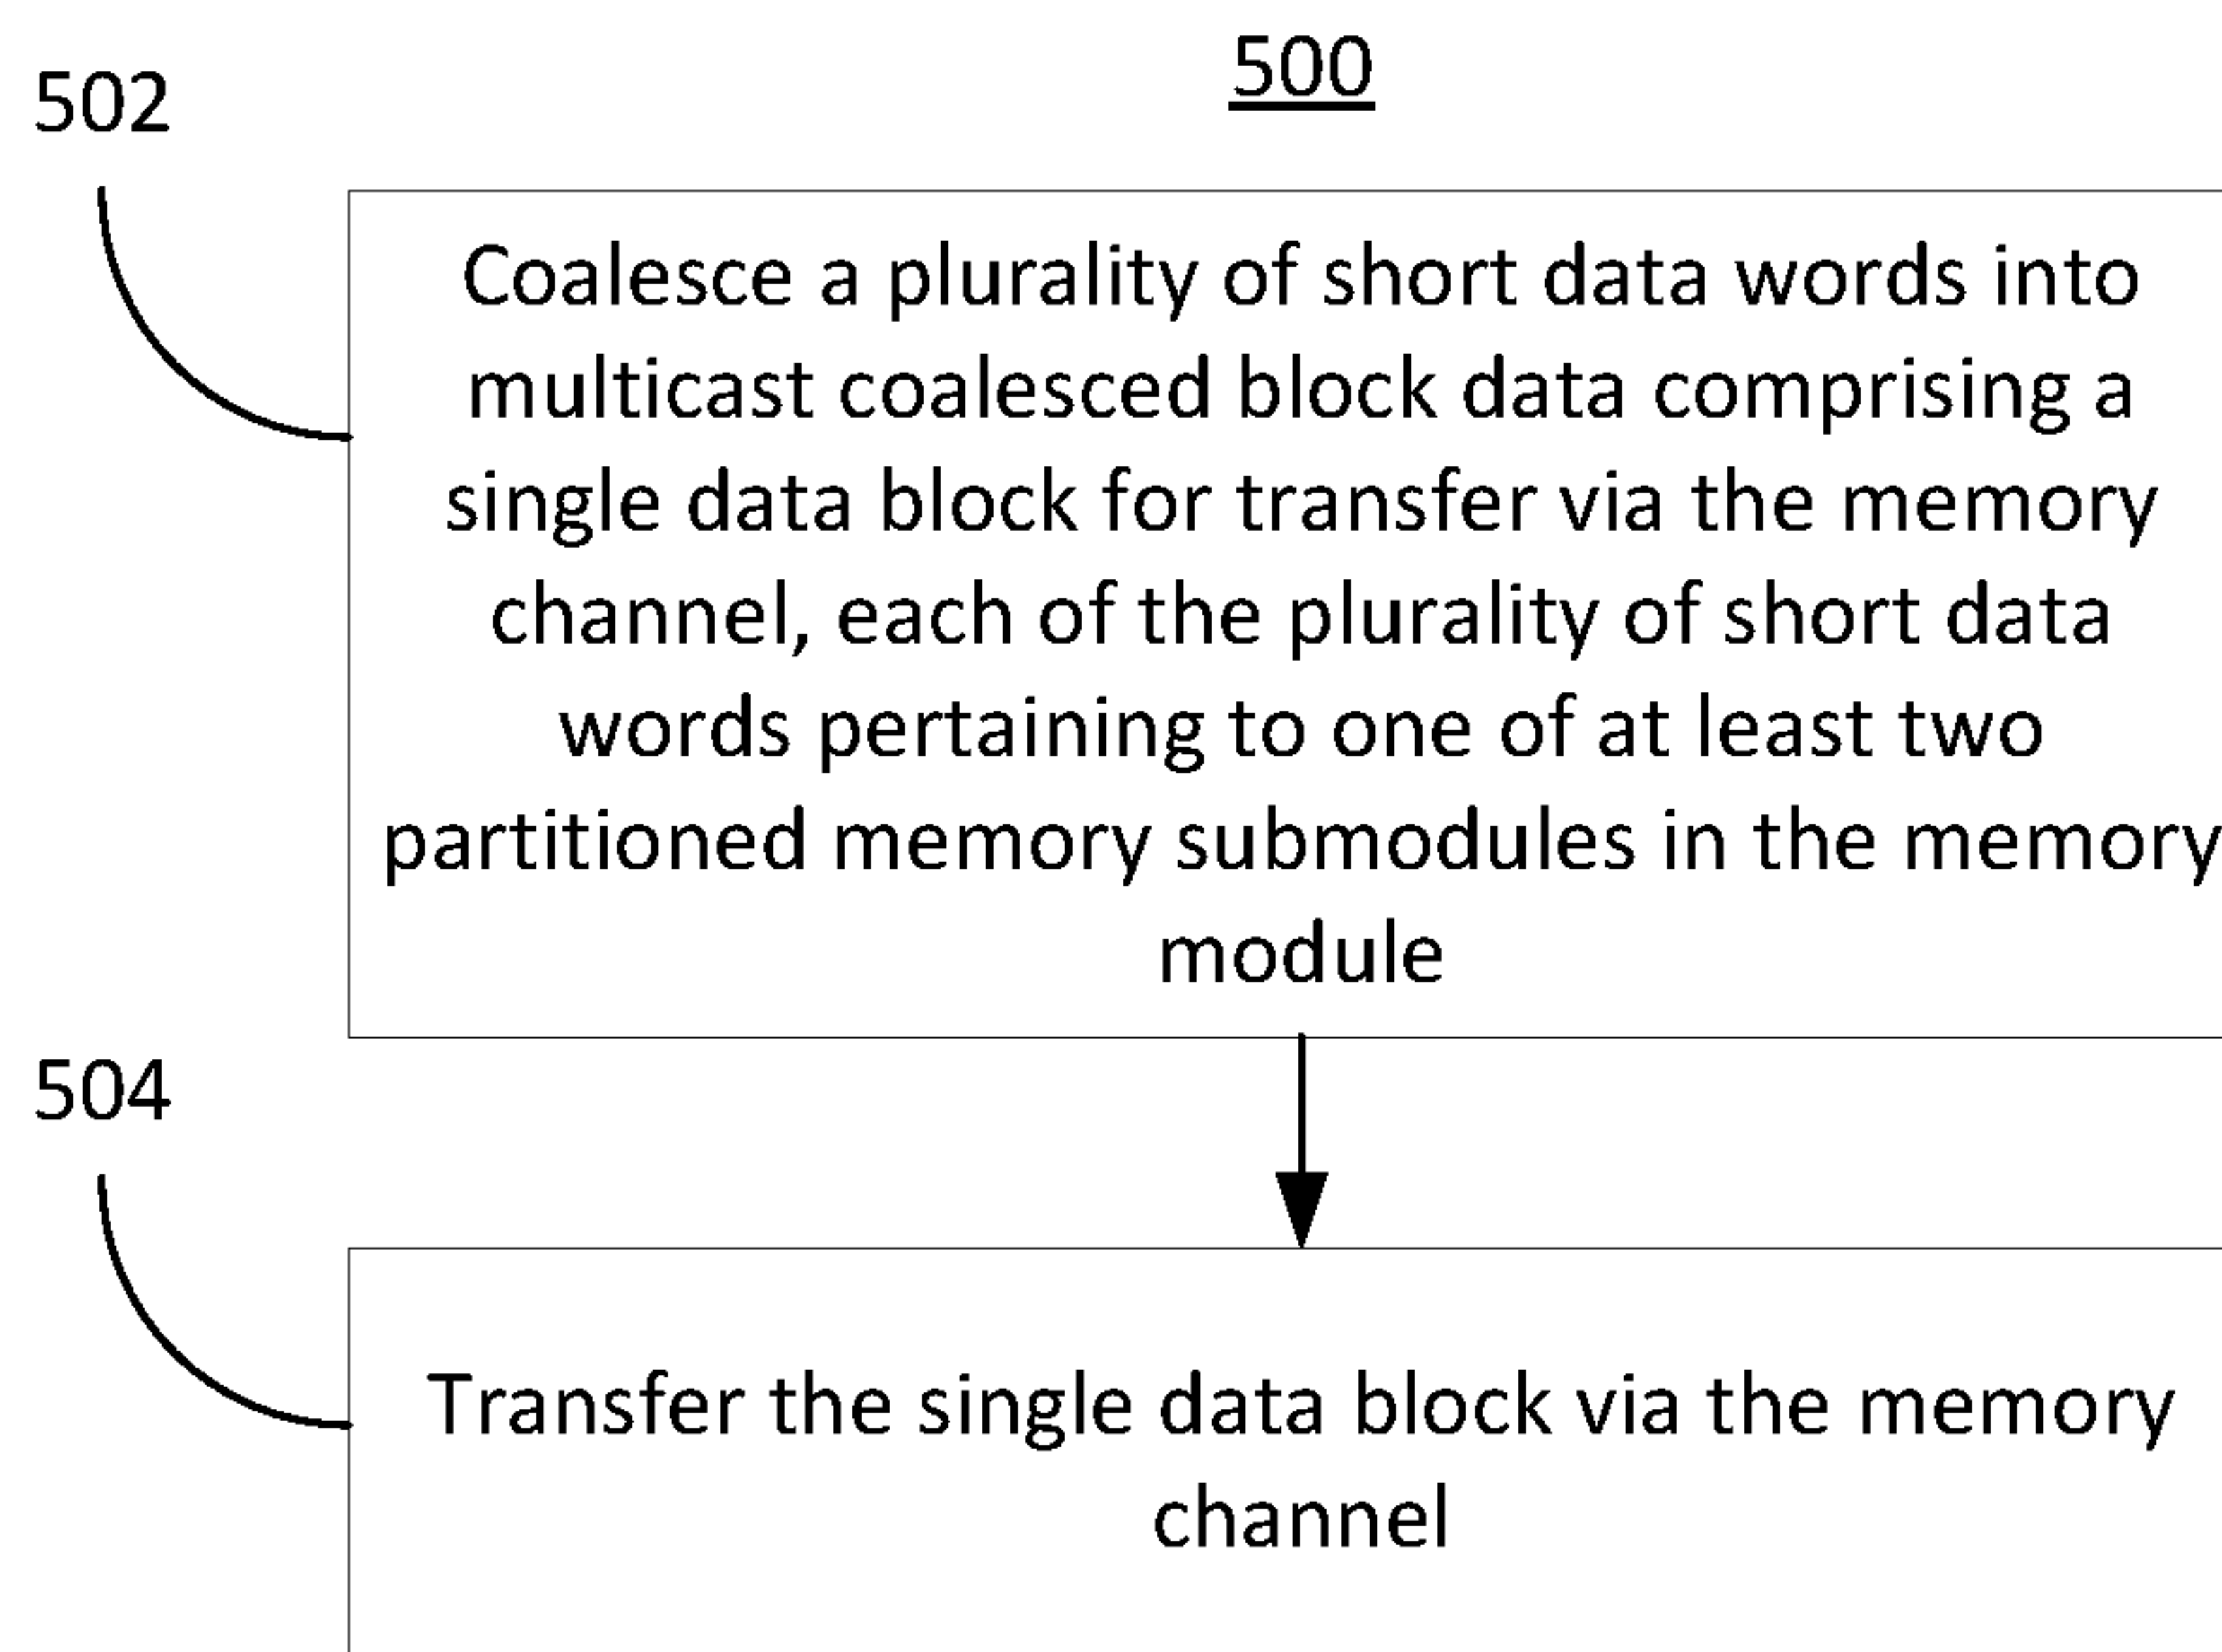 500
502
Coalesce a plurality of short data words into
multicast coalesced block data comprising a
single data block for transfer via the memory
channel, each of the plurality of short data
words pertaining to one of at least two
partitioned memory submodules in the memory
module
504
Transfer the single data block via the memory
channel